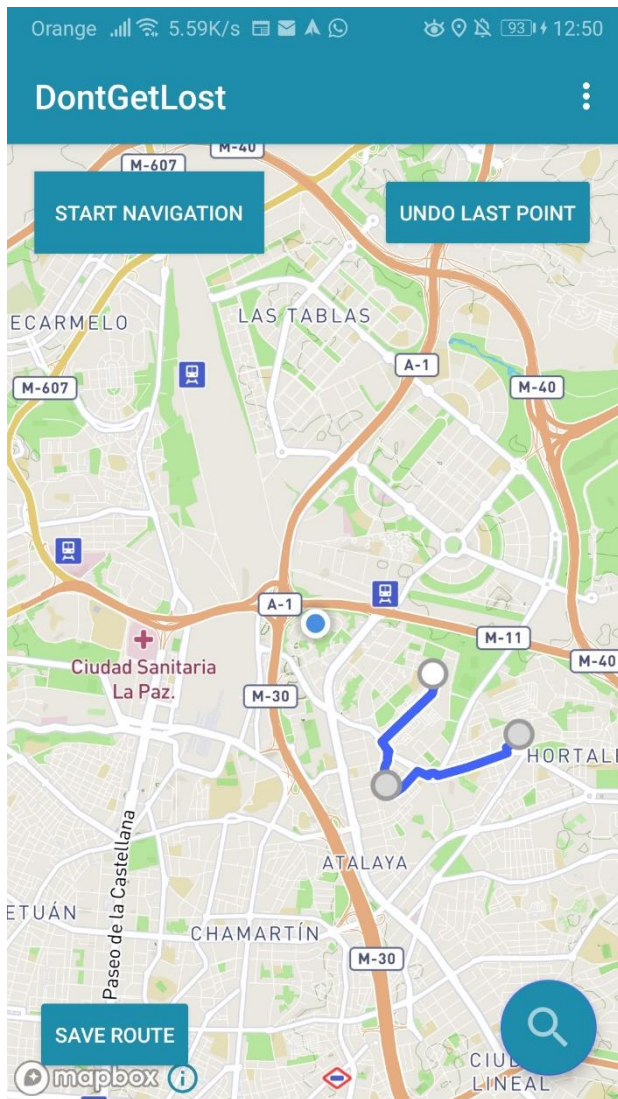 Orange 5.59K/s 93 12:50
DontGetLost
M-40
M-607
START NAVIGATION
UNDO LAST POINT
ECARMELO
LAS TABLAS
A-1
M-607
M-40
A-1
M-11
Ciudad Sanitaria
La Paz.
M-40
M-30
HORTALE
Paseo de la Castellana
ATALAYA
ETUÁN
CHAMARTÍN
M-30
SAVE ROUTE
CIUD
LINEAL
mapbox